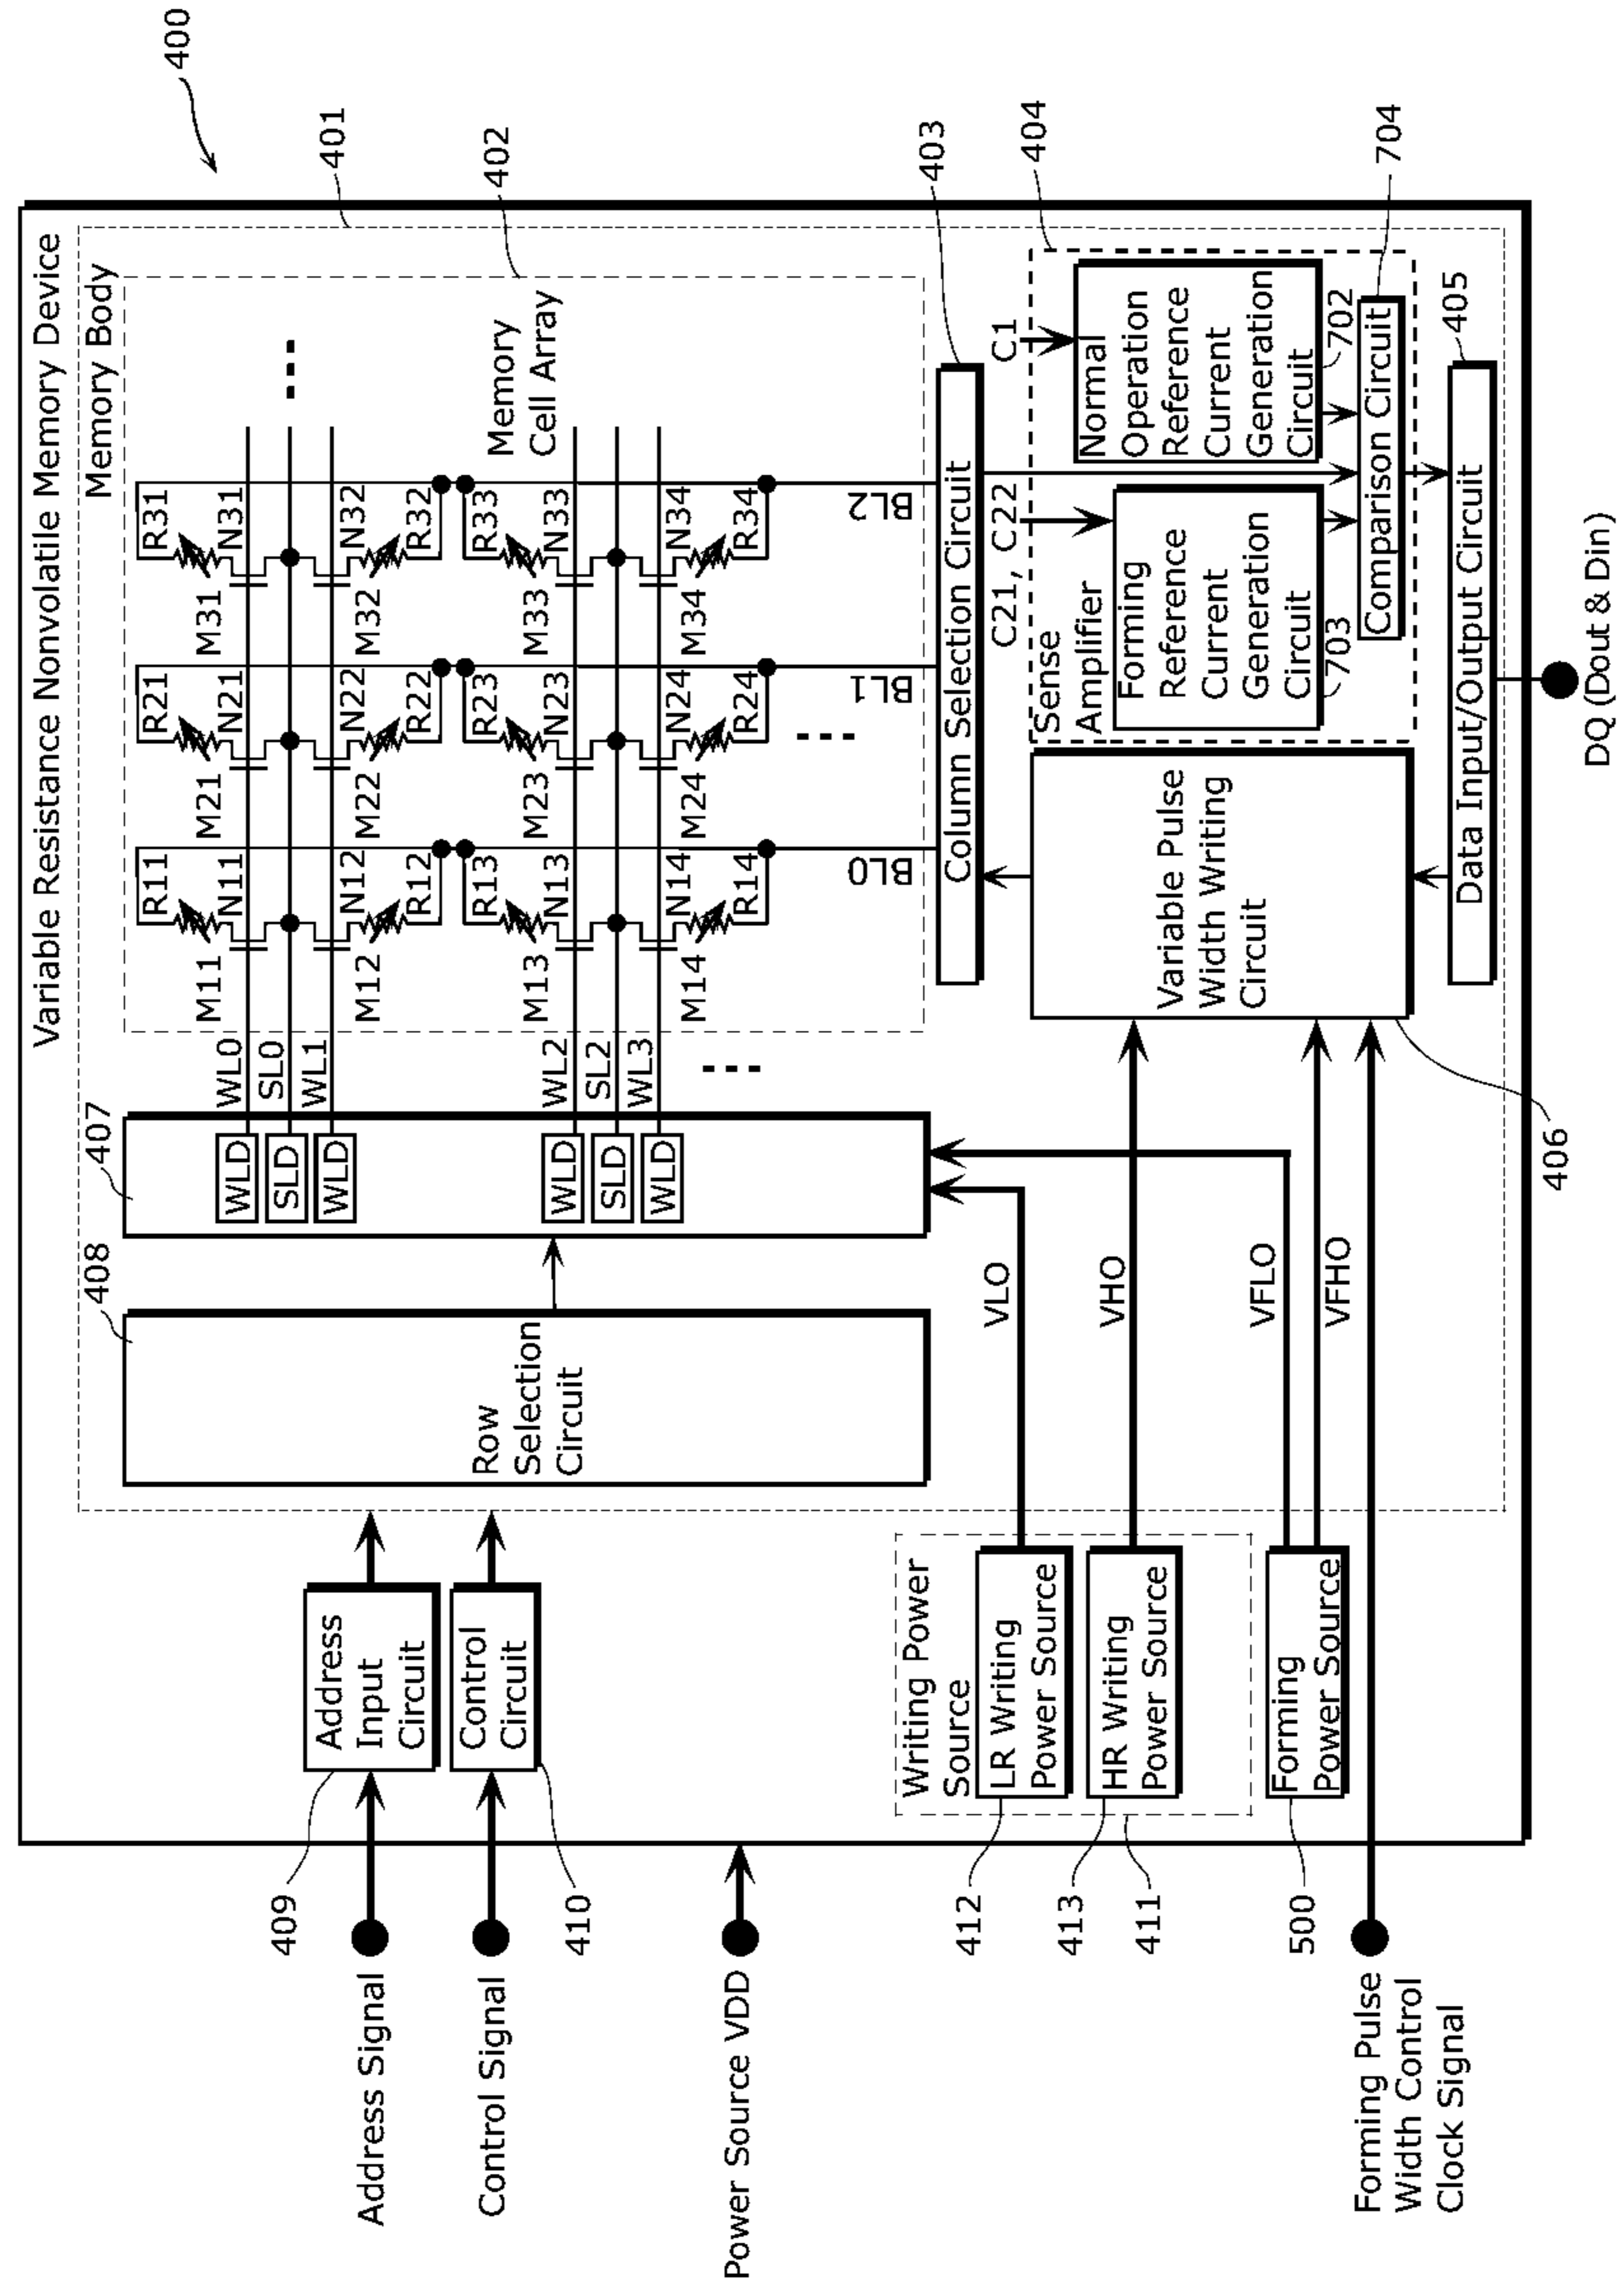 400
Variable Resistance Nonvolatile Memory Device
401
Memory Body
402
407
408
R11
R21
R31
N11
N21
N31
M11
M21
M31
WL0
SL0
WL1
WLD
SLD
WLD
N12
N22
N32
M12
M22
M32
R12
R22
R32
Memory
Cell Array
R13
R23
R33
N13
N23
N33
M13
M23
M33
WL2
SL2
WL3
WLD
SLD
WLD
N14
N24
N34
M14
M24
M34
R14
R24
R34
BL0
BL1
BL2
Row
Selection
Circuit
409
Address
Input
Circuit
Address Signal
410
Control
Circuit
Control Signal
Power Source VDD
403
Column Selection Circuit
C21, C22
C1
404
Sense
Amplifier
Normal
Operation
Reference
Current
Generation
Circuit
702
Forming
Reference
Current
Generation
Circuit
703
704
Comparison Circuit
Variable Pulse
Width Writing
Circuit
406
405
Data Input/Output Circuit
DQ (Dout & Din)
Writing Power
Source
LR Writing
Power Source
412
VLO
HR Writing
Power Source
413
VHO
411
Forming
Power Source
500
VFLO
VFHO
Forming Pulse
Width Control
Clock Signal